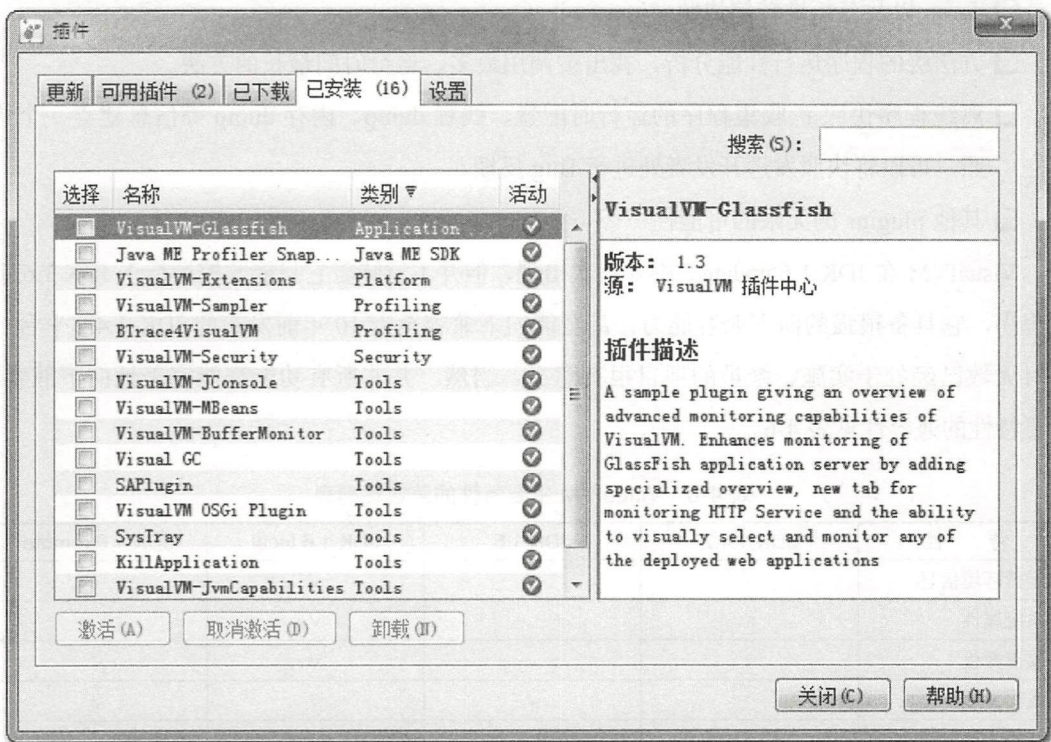 插件
更新 可用插件 (2) 已下载 已安装 (16) 设置
搜索(S):
选择 名称 类别 活动
VisualVM-Glassfish Application ...
Java ME Profiler Snap... Java ME SDK
VisualVM-Extensions Platform
VisualVM-Sampler Profiling
BTrace4VisualVM Profiling
VisualVM-Security Security
VisualVM-JConsole Tools
VisualVM-MBeans Tools
VisualVM-BufferMonitor Tools
Visual GC Tools
SAPlugin Tools
VisualVM OSGi Plugin Tools
SysTray Tools
KillApplication Tools
VisualVM-JvmCapabilities Tools
VisualVM-Glassfish
版本: 1.3
源: VisualVM 插件中心
插件描述
A sample plugin giving an overview of
advanced monitoring capabilities of
VisualVM. Enhances monitoring of
GlassFish application server by adding
specialized overview, new tab for
monitoring HTTP Service and the ability
to visually select and monitor any of
the deployed web applications
激活(A) 取消激活(D) 卸载(U)
关闭(C) 帮助(H)